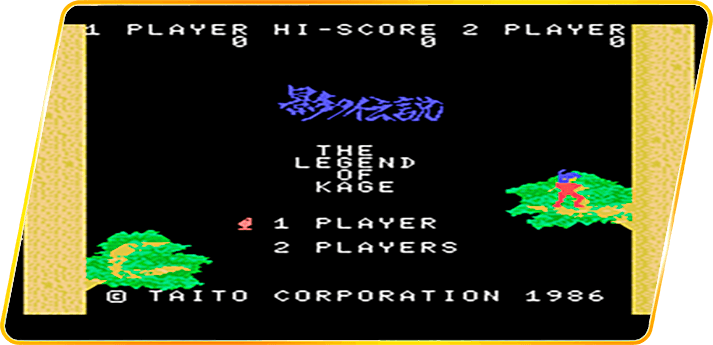 1 PLAYER HI-SCORE 2 PLAYER
0 0 0
影の伝説
THE
LEGEND
OF
KAGE
1 PLAYER
2 PLAYERS
© TAITO CORPORATION 1986